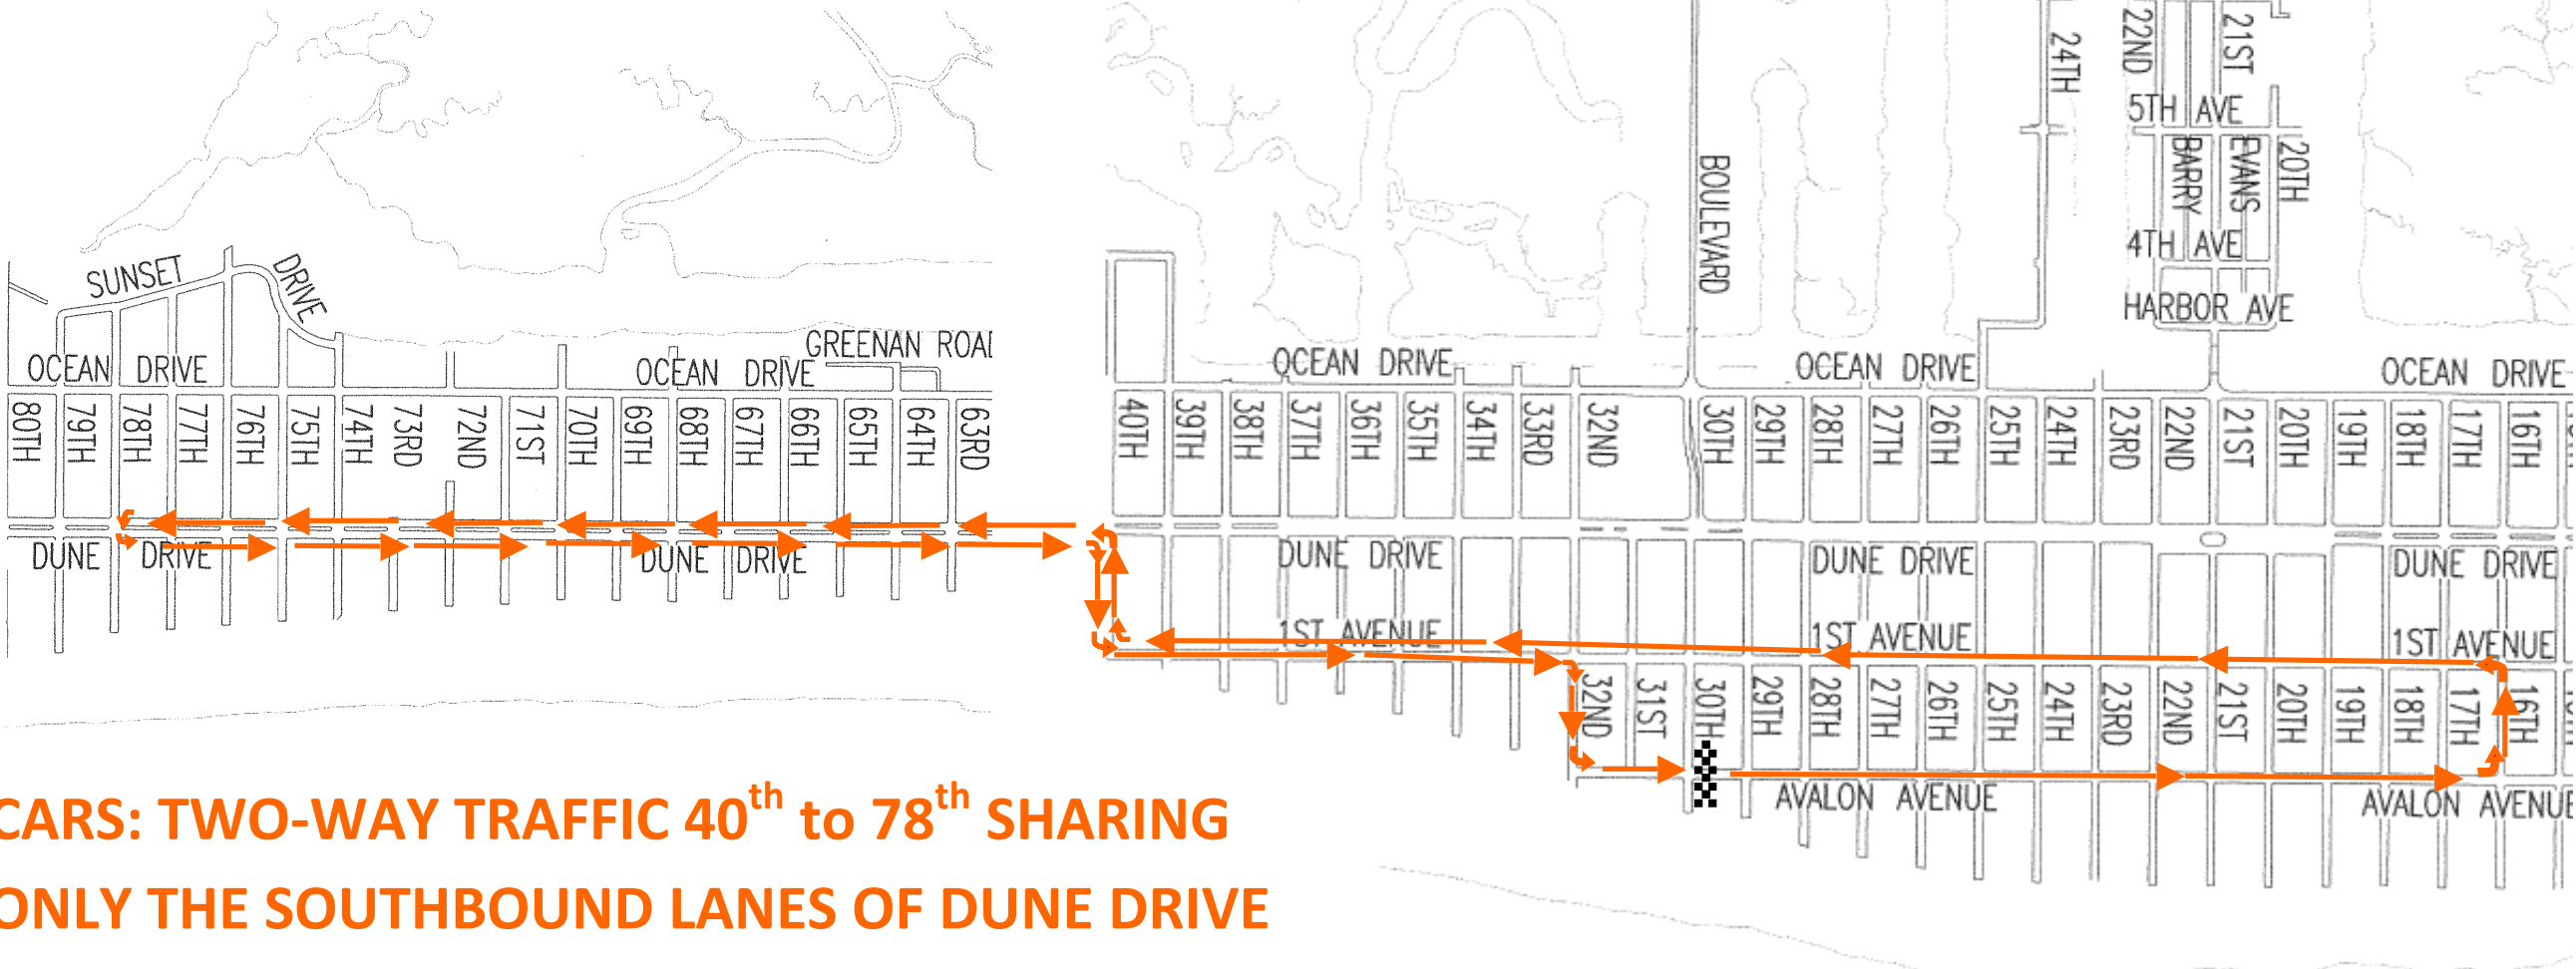 24TH
22ND
21ST
5TH AVE
BARRY
EVANS
20TH
BOULEVARD
4TH AVE
HARBOR AVE
SUNSET DRIVE
GREENAN ROAD
OCEAN DRIVE
OCEAN DRIVE
OCEAN DRIVE
OCEAN DRIVE
OCEAN DRIVE
80TH
79TH
78TH
77TH
76TH
75TH
74TH
73RD
72ND
71ST
70TH
69TH
68TH
67TH
66TH
65TH
64TH
63RD
40TH
39TH
38TH
37TH
36TH
35TH
34TH
33RD
32ND
30TH
29TH
28TH
27TH
26TH
25TH
24TH
23RD
22ND
21ST
20TH
19TH
18TH
17TH
16TH
DUNE DRIVE
DUNE DRIVE
DUNE DRIVE
DUNE DRIVE
DUNE DRIVE
1ST AVENUE
1ST AVENUE
1ST AVENUE
32ND
31ST
30TH
29TH
28TH
27TH
26TH
25TH
24TH
23RD
22ND
21ST
20TH
19TH
18TH
17TH
16TH
AVALON AVENUE
AVALON AVENUE
CARS: TWO-WAY TRAFFIC 40th to 78th SHARING
ONLY THE SOUTHBOUND LANES OF DUNE DRIVE